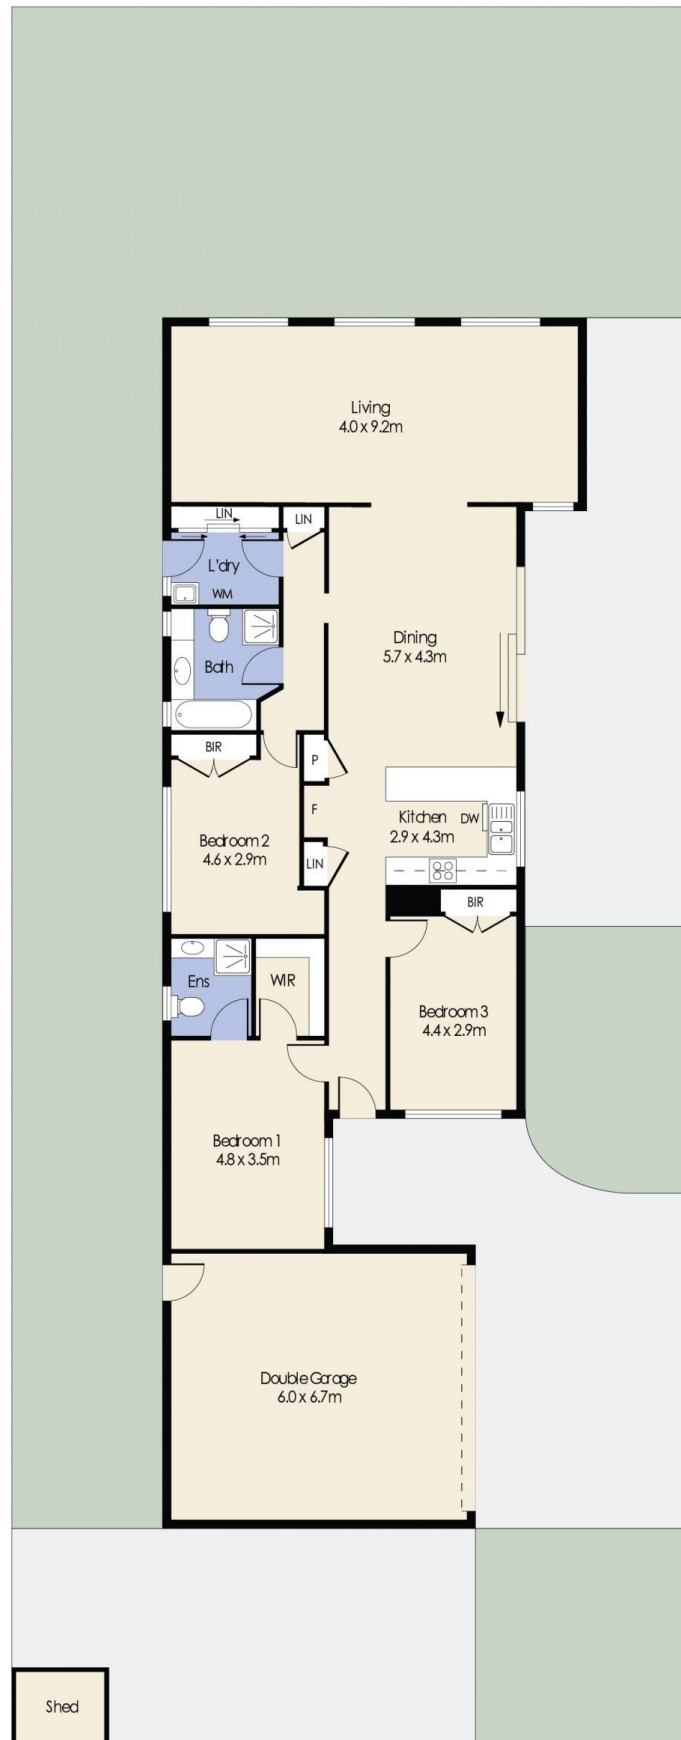 Living
4.0 x 9.2m
LIN
LIN
L'dry
WM
Dining
5.7 x 4.3m
Bath
BIR
P
F
Kitchen
DW
2.9 x 4.3m
Bedroom 2
4.6 x 2.9m
LIN
BIR
Ens
WIR
Bedroom 3
4.4 x 2.9m
Bedroom 1
4.8 x 3.5m
Double Garage
6.0 x 6.7m
Shed